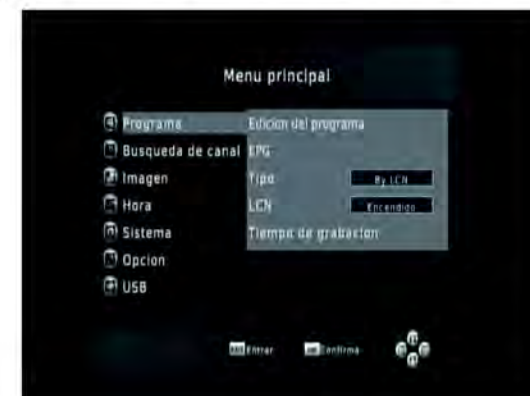 Menu principal
Programa
Edicion del programa
Busqueda de canal
EPG
Imagen
Tipo
By LCN
Hora
LCN
Encendido
Sistema
Tiempo de grabacion
Opcion
USB
Entrar
Confirma